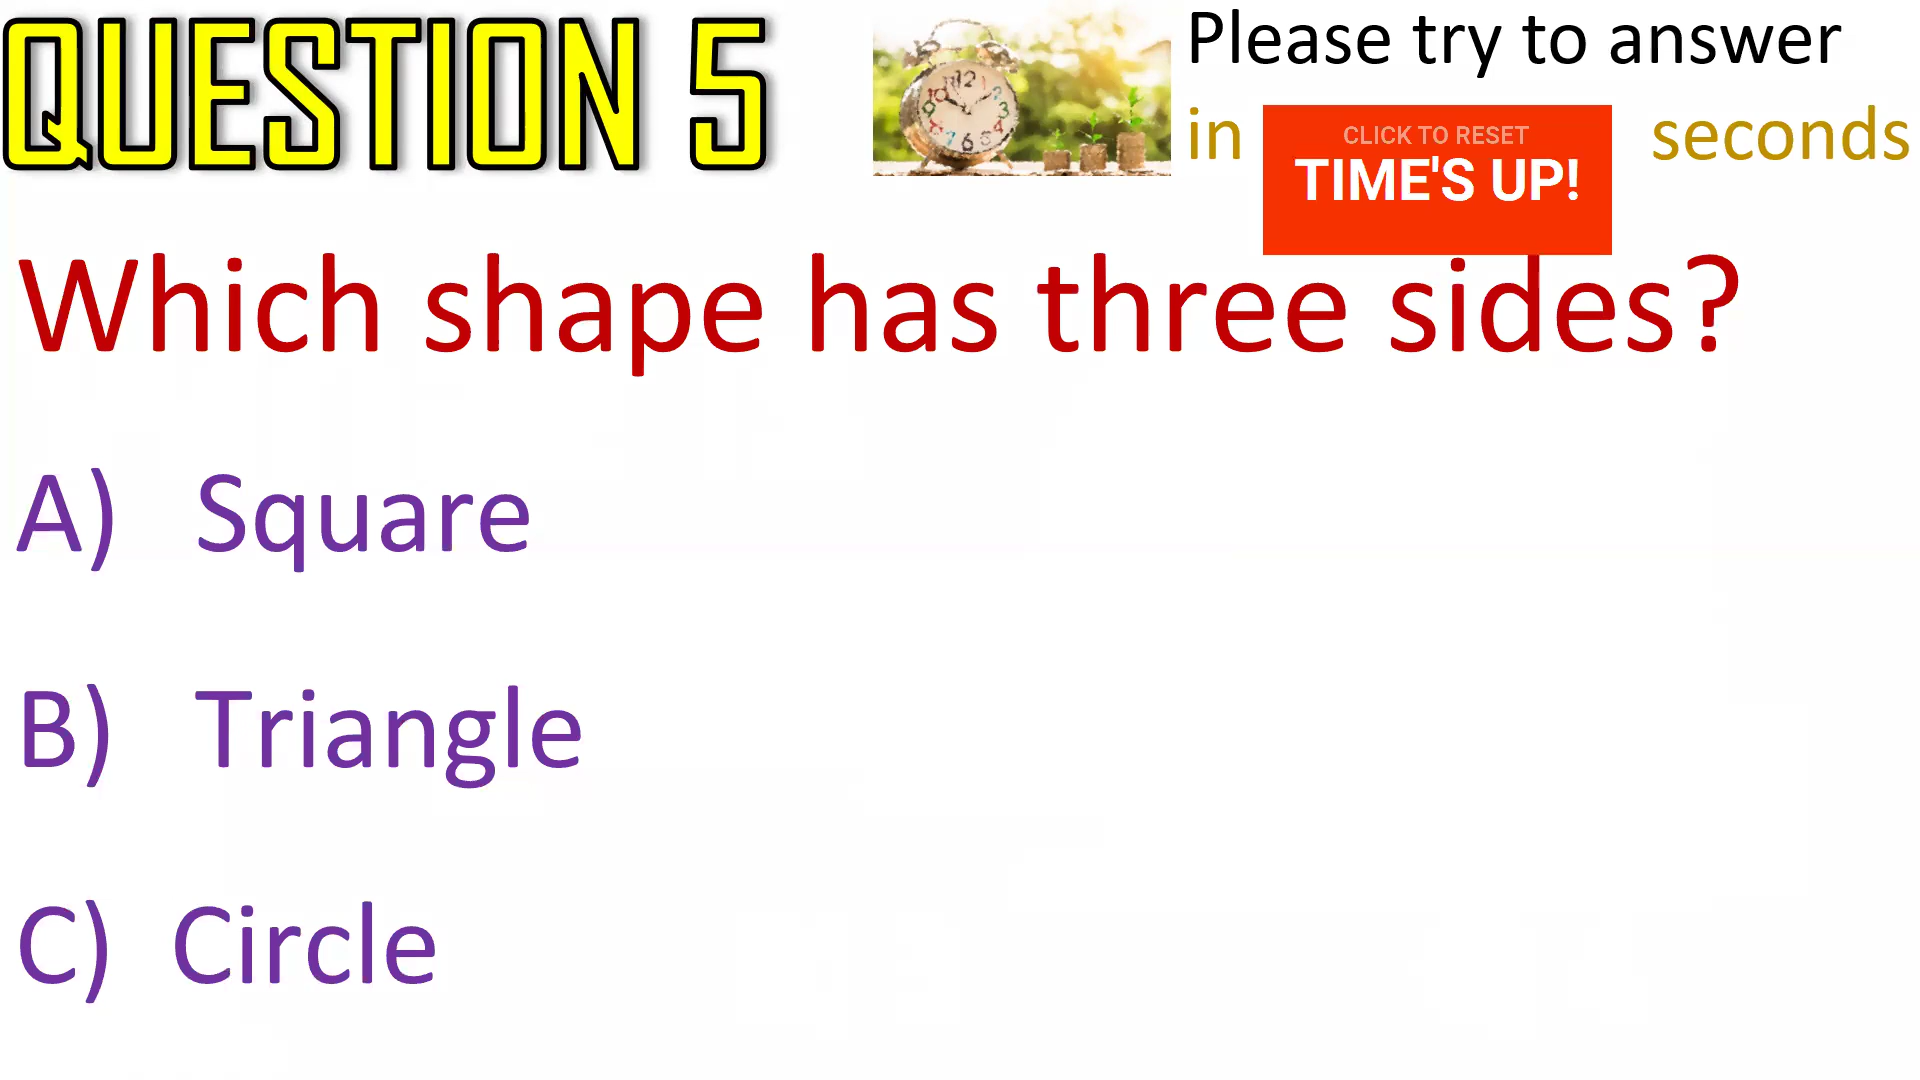 QUESTION 5
Please try to answer
in
CLICK TO RESET
TIME'S UP!
seconds
Which shape has three sides?
A) Square
B) Triangle
C) Circle